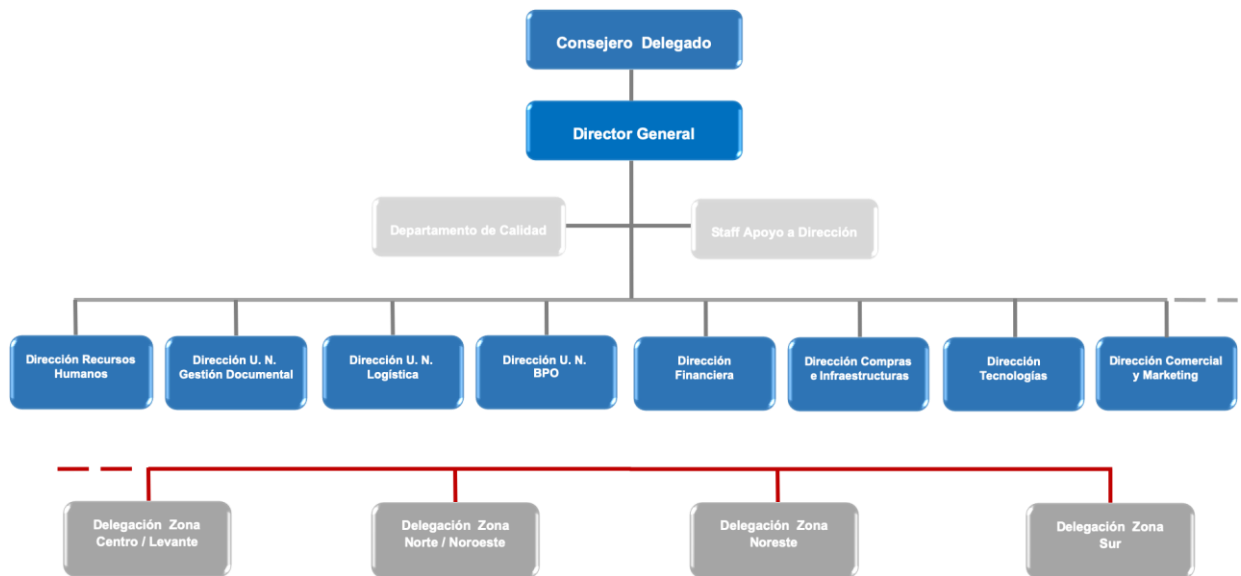 Consejero Delegado
Director General
Departamento de Calidad
Staff Apoyo a Dirección
Dirección Recursos
Humanos
Dirección U. N.
Gestión Documental
Dirección U. N.
Logística
Dirección U. N.
BPO
Dirección
Financiera
Dirección Compras
e Infraestructuras
Dirección
Tecnologías
Dirección Comercial
y Marketing
Delegación Zona
Centro / Levante
Delegación Zona
Norte / Noroeste
Delegación Zona
Noreste
Delegación Zona
Sur